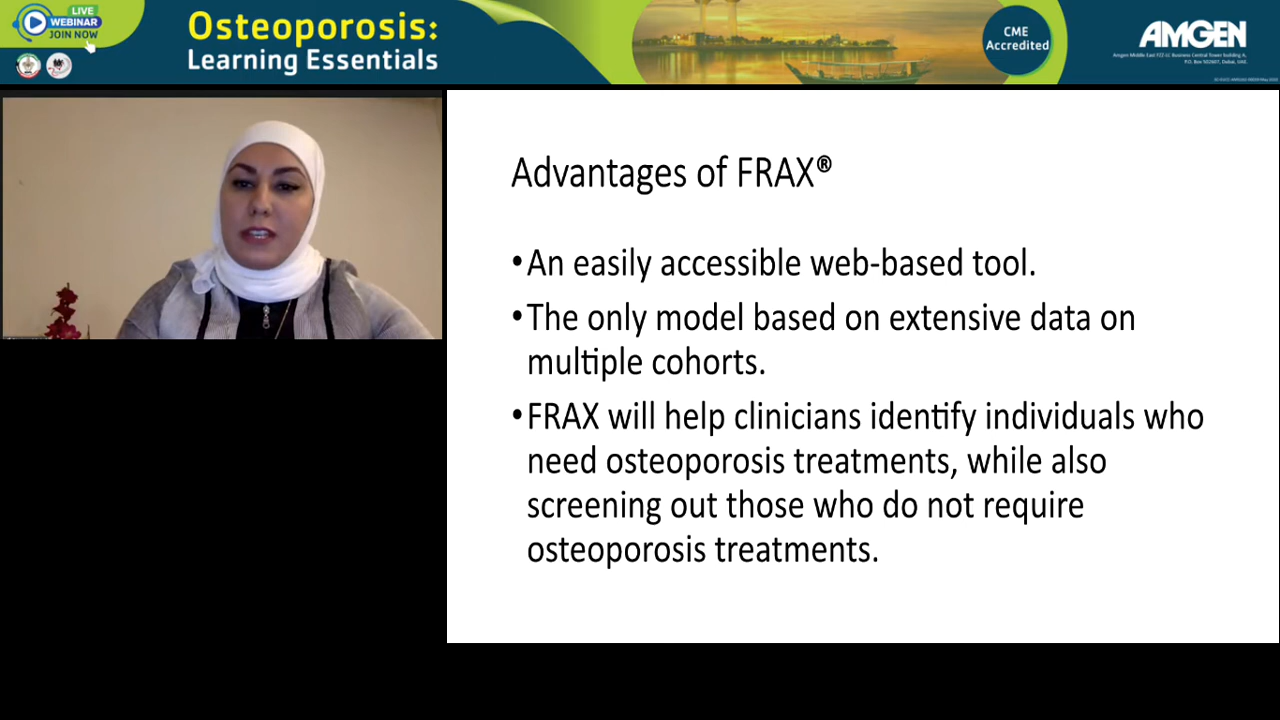 LIVE
WEBINAR
JOIN NOW
Osteoporosis:
Learning Essentials
CME
Accredited
AMGEN
Amgen Middle East FZ-LLC Business Central Tower building A,
P.O. Box 502607, Dubai, UAE.
Advantages of FRAX®
•An easily accessible web-based tool.
•The only model based on extensive data on
multiple cohorts.
•FRAX will help clinicians identify individuals who
need osteoporosis treatments, while also
screening out those who do not require
osteoporosis treatments.